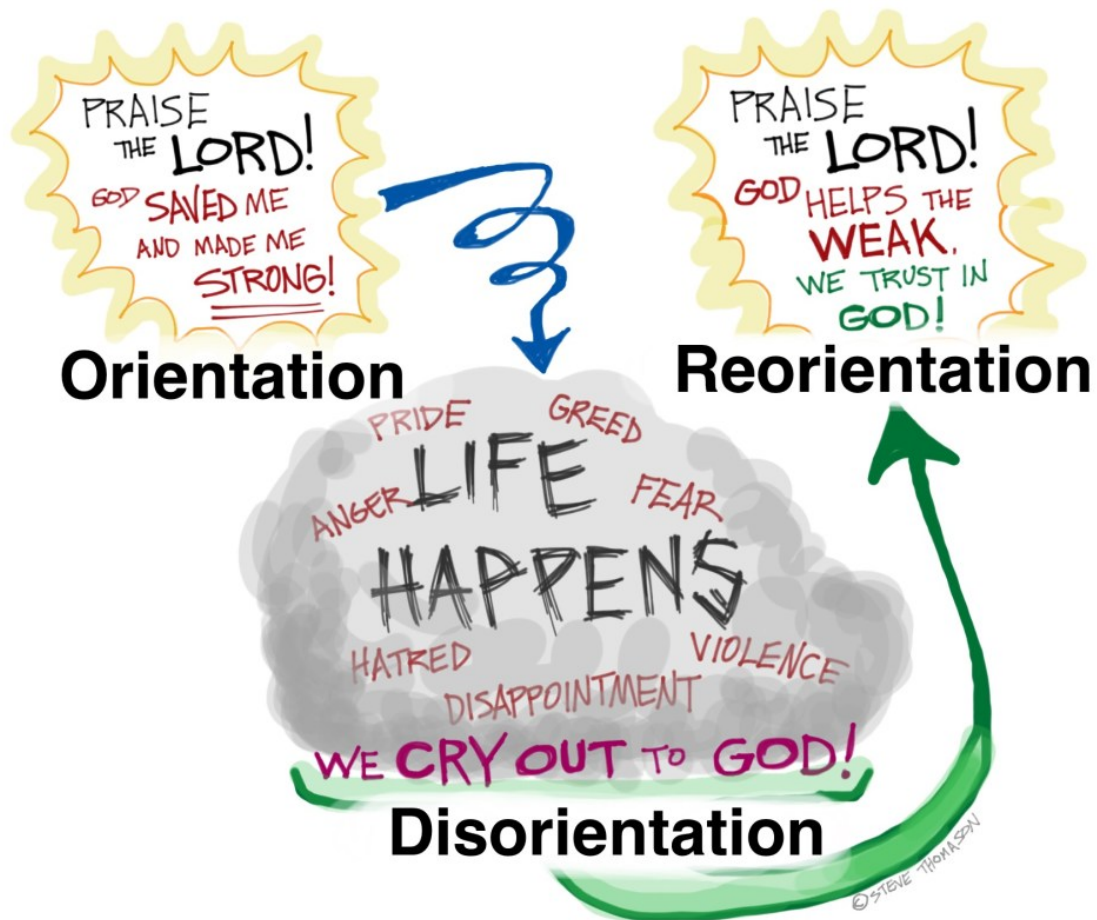 PRAISE
THE LORD!
GOD SAVED ME
AND MADE ME
STRONG!
Orientation
PRAISE
THE LORD!
GOD HELPS THE
WEAK.
WE TRUST IN
GOD!
Reorientation
PRIDE GREED
ANGER LIFE FEAR
HAPPENS
HATRED VIOLENCE
DISAPPOINTMENT
WE CRY OUT TO GOD!
Disorientation
©STEVE THOMASON